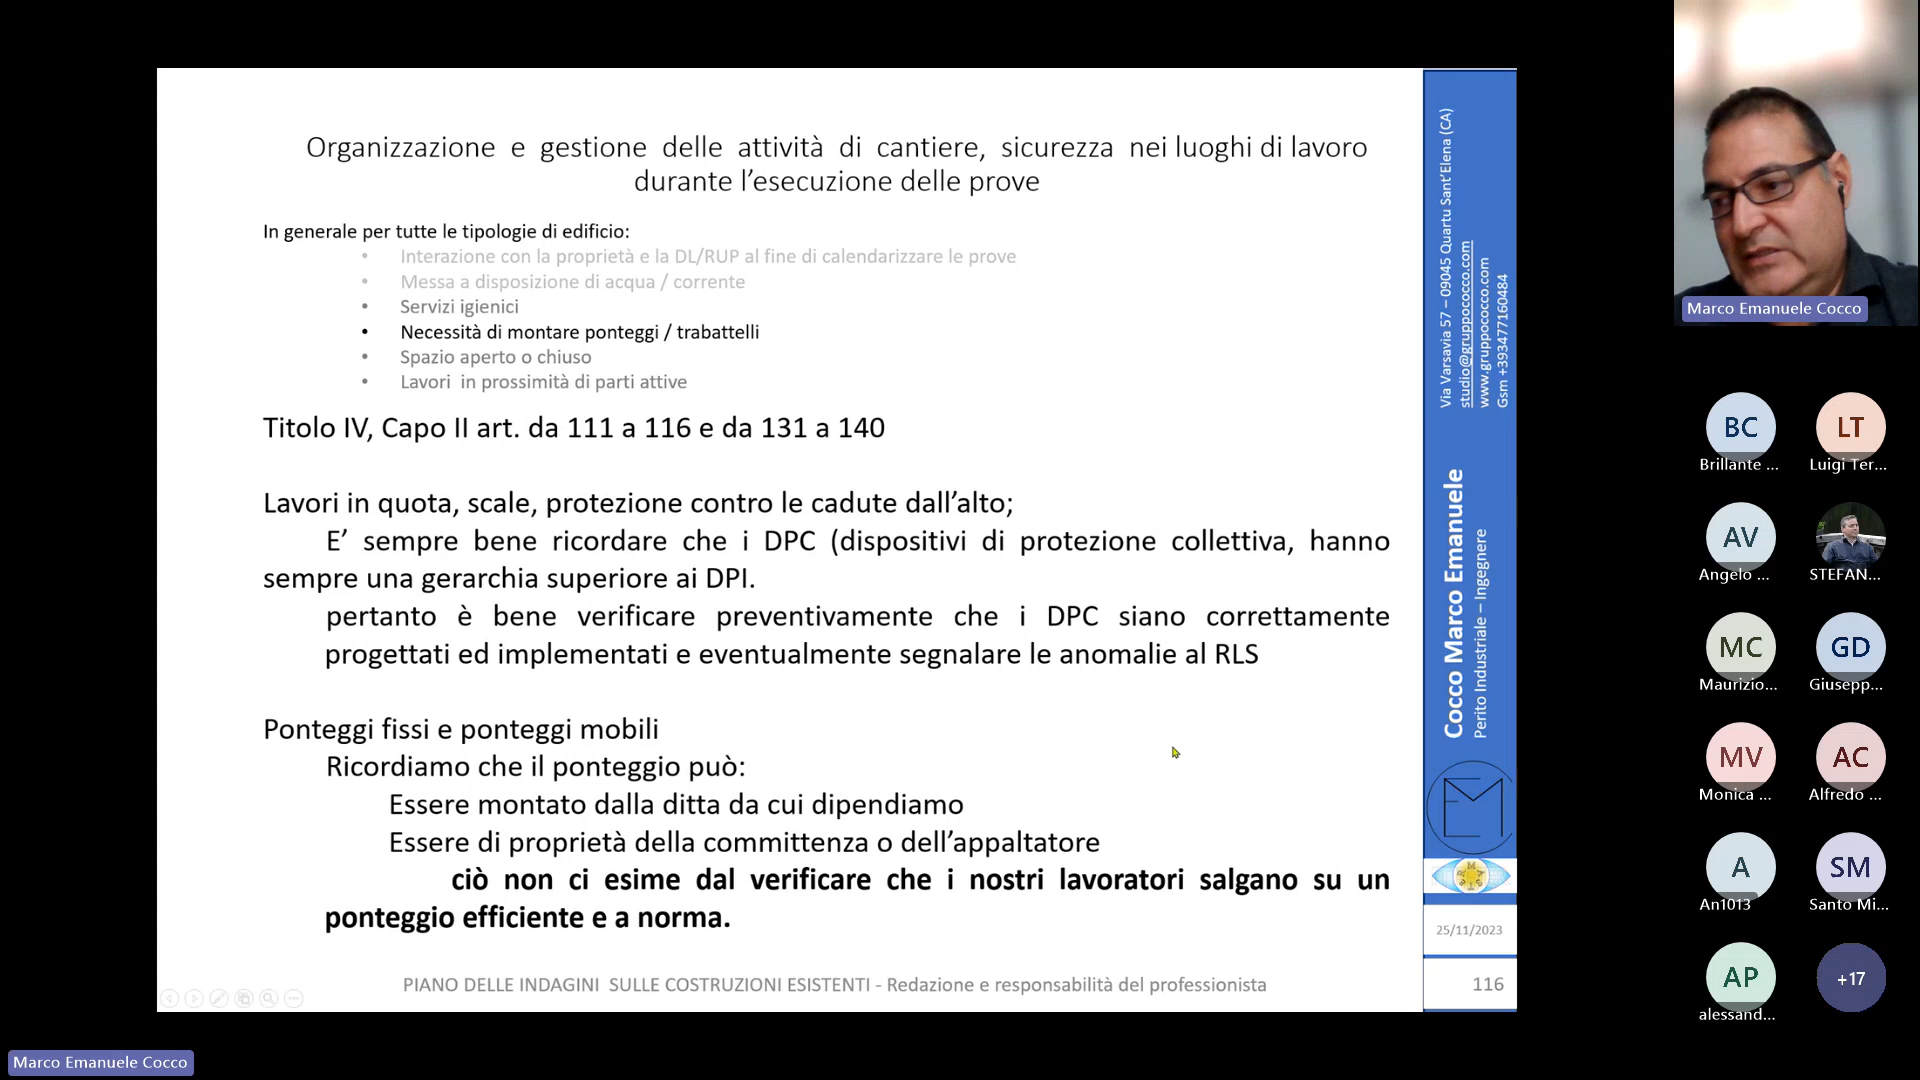 Organizzazione e gestione delle attività di cantiere, sicurezza nei luoghi di lavoro
durante l'esecuzione delle prove
In generale per tutte le tipologie di edificio:
• Interazione con la proprietà e la DL/RUP al fine di calendarizzare le prove
• Messa a disposizione di acqua / corrente
• Servizi igienici
• Necessità di montare ponteggi / trabattelli
• Spazio aperto o chiuso
• Lavori in prossimità di parti attive
Titolo IV, Capo II art. da 111 a 116 e da 131 a 140
Lavori in quota, scale, protezione contro le cadute dall'alto;
E' sempre bene ricordare che i DPC (dispositivi di protezione collettiva, hanno
sempre una gerarchia superiore ai DPI.
pertanto è bene verificare preventivamente che i DPC siano correttamente
progettati ed implementati e eventualmente segnalare le anomalie al RLS
Ponteggi fissi e ponteggi mobili
Ricordiamo che il ponteggio può:
Essere montato dalla ditta da cui dipendiamo
Essere di proprietà della committenza o dell'appaltatore
ciò non ci esime dal verificare che i nostri lavoratori salgano su un
ponteggio efficiente e a norma.
PIANO DELLE INDAGINI SULLE COSTRUZIONI ESISTENTI - Redazione e responsabilità del professionista
Via Varsavia 57 – 09045 Quartu Sant'Elena (CA)
studio@gruppococco.com
www.gruppococco.com
Gsm +393477160484
Cocco Marco Emanuele
Perito Industriale – Ingegnere
25/11/2023
116
Marco Emanuele Cocco
BC
Brillante ...
LT
Luigi Ter...
AV
Angelo ...
STEFAN...
MC
Maurizio...
GD
Giusepp...
MV
Monica ...
AC
Alfredo ...
A
An1013
SM
Santo Mi...
AP
alessand...
+17
Marco Emanuele Cocco